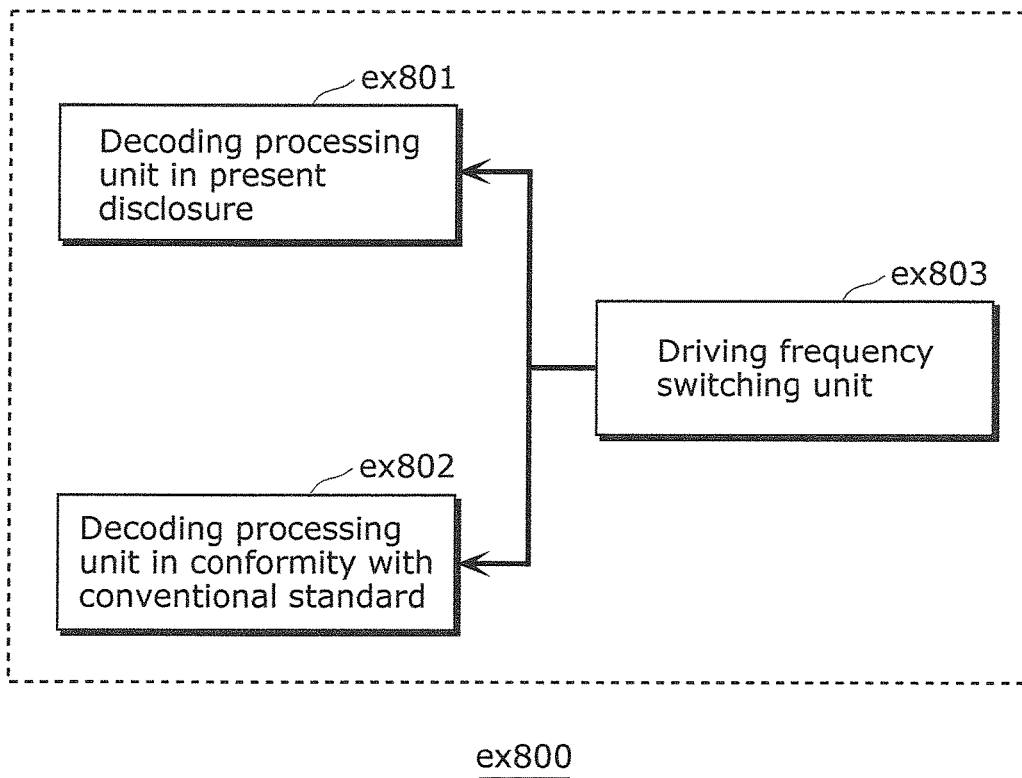 ex801
Decoding processing
unit in present
disclosure
ex803
Driving frequency
switching unit
ex802
Decoding processing
unit in conformity with
conventional standard
ex800